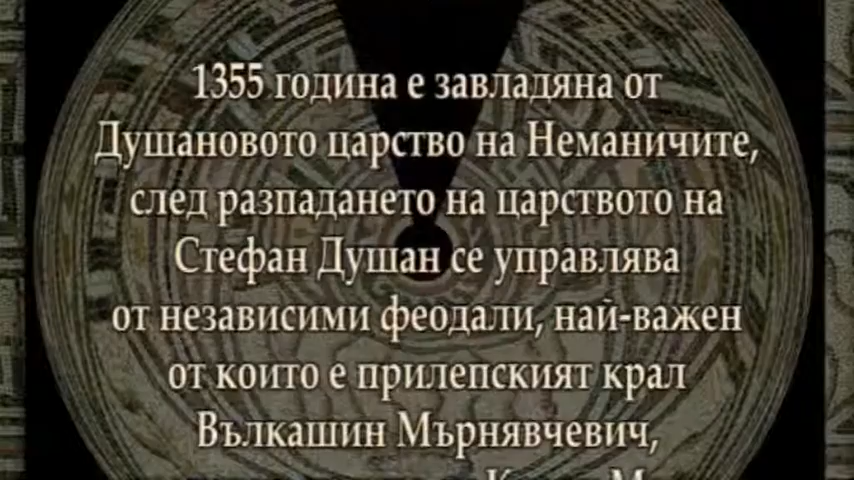 1355 година е завладяна от
Душановото царство на Неманичите,
след разпадането на царството на
Стефан Душан се управлява
от независими феодали, най-важен
от които е прилепският крал
Вълкашин Мърнявчевич,